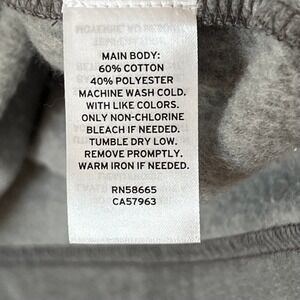 MAIN BODY:
60% COTTON
40% POLYESTER
MACHINE WASH COLD.
WITH LIKE COLORS.
ONLY NON-CHLORINE
BLEACH IF NEEDED.
TUMBLE DRY LOW.
REMOVE PROMPTLY.
WARM IRON IF NEEDED.
RN58665
CA57963